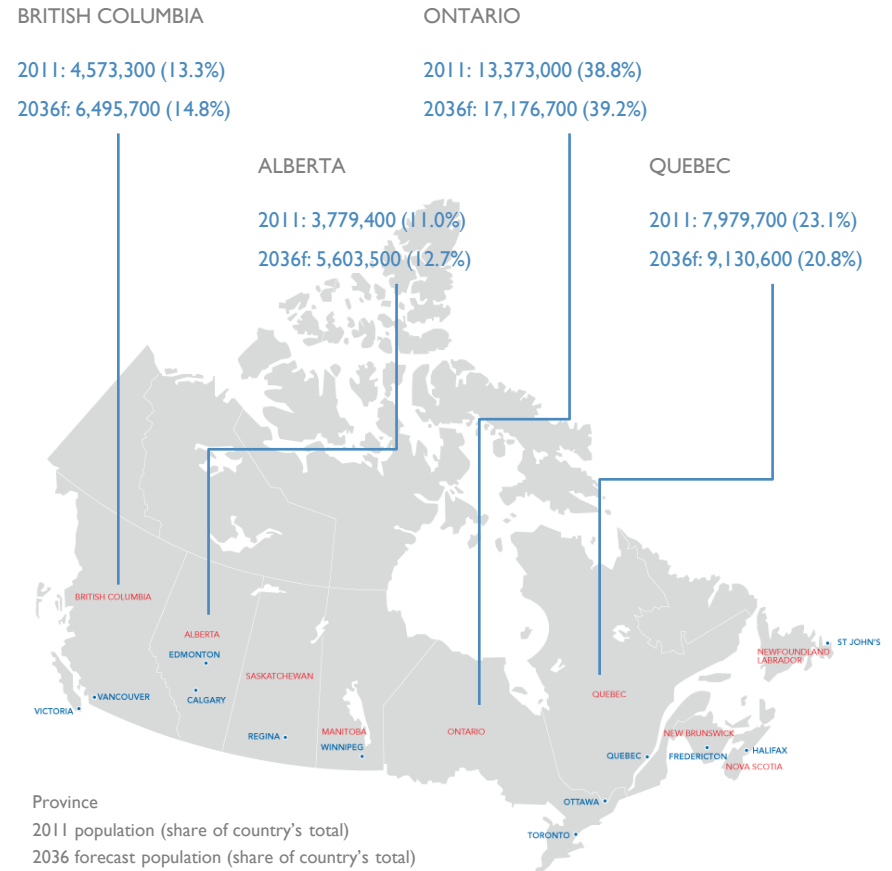 BRITISH COLUMBIA
2011: 4,573,300 (13.3%)
2036f: 6,495,700 (14.8%)
ONTARIO
2011: 13,373,000 (38.8%)
2036f: 17,176,700 (39.2%)
ALBERTA
2011: 3,779,400 (11.0%)
2036f: 5,603,500 (12.7%)
QUEBEC
2011: 7,979,700 (23.1%)
2036f: 9,130,600 (20.8%)
BRITISH COLUMBIA
ALBERTA
EDMONTON
SASKATCHEWAN
CALGARY
VANCOUVER
VICTORIA
REGINA
MANITOBA
WINNIPEG
ONTARIO
QUEBEC
ST JOHN'S
NEWFOUNDLAND
LABRADOR
NEW BRUNSWICK
QUEBEC
FREDERICTON
HALIFAX
NOVA SCOTIA
OTTAWA
TORONTO
Province
2011 population (share of country's total)
2036 forecast population (share of country's total)